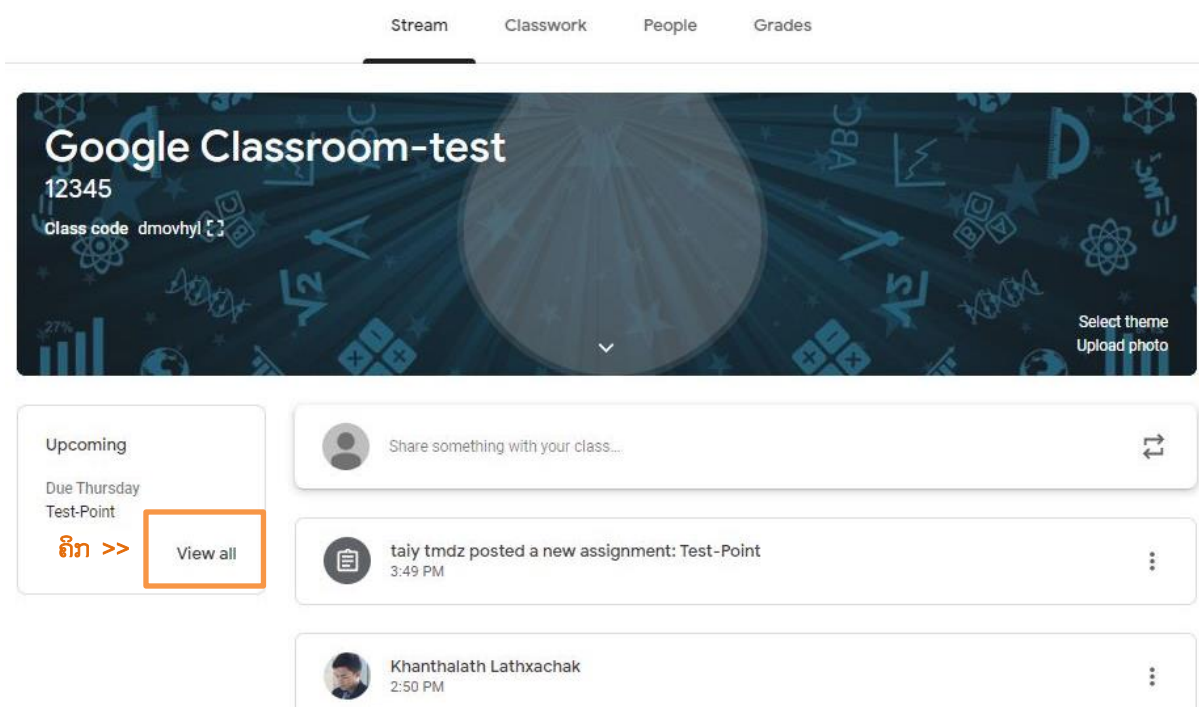 Stream Classwork People Grades
Google Classroom-test
12345
Class code dmovhyl
Select theme
Upload photo
Upcoming
Due Thursday
Test-Point
ຄິກ >> View all
Share something with your class...
taiy tmdz posted a new assignment: Test-Point
3:49 PM
Khanthalath Lathxachak
2:50 PM